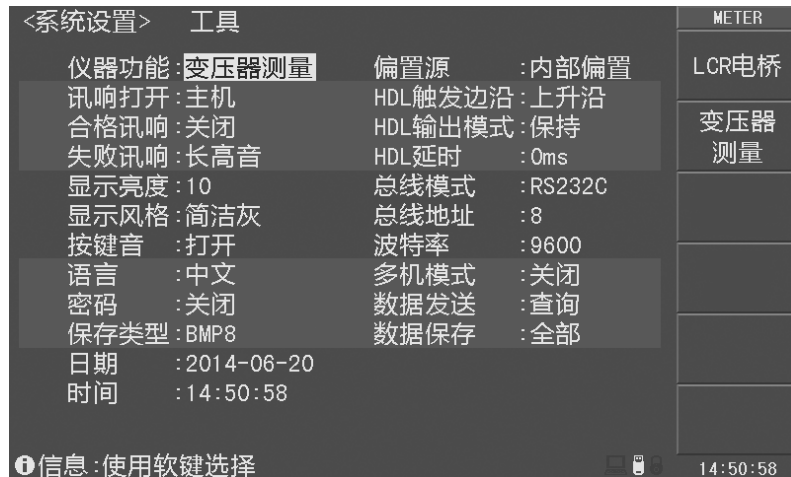 <系统设置> 工具
METER
仪器功能:变压器测量 偏置源 :内部偏置
LCR电桥
讯响打开:主机 HDL触发边沿:上升沿
合格讯响:关闭 HDL输出模式:保持
变压器
测量
失败讯响:长高音 HDL延时 :0ms
显示亮度:10 总线模式 :RS232C
显示风格:简洁灰 总线地址 :8
按键音 :打开 波特率 :9600
语言 :中文 多机模式 :关闭
密码 :关闭 数据发送 :查询
保存类型:BMP8 数据保存 :全部
日期 :2014-06-20
时间 :14:50:58
信息:使用软键选择
14:50:58